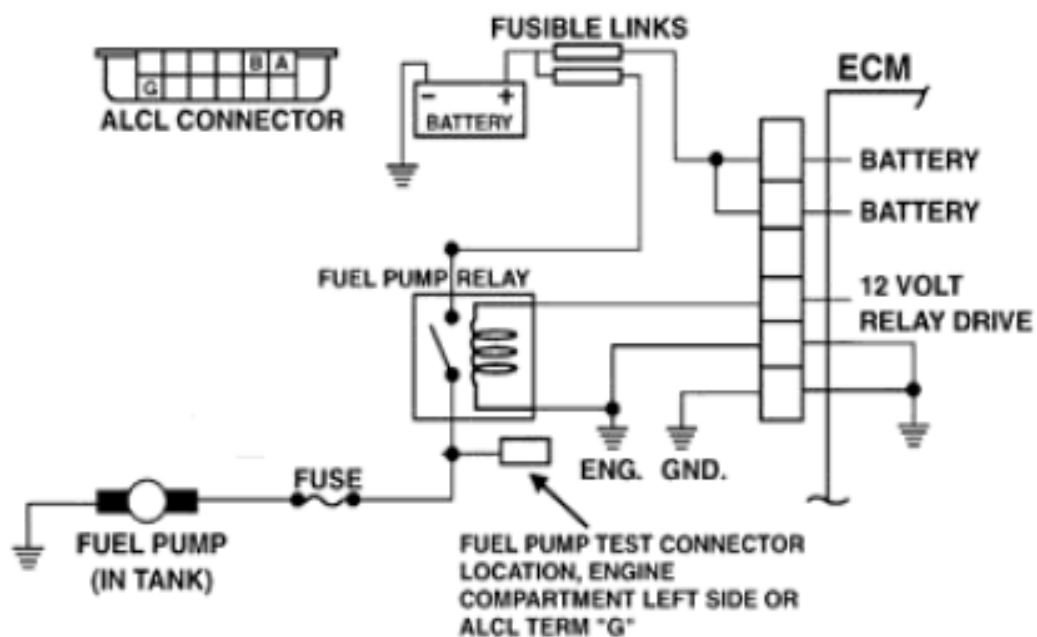 FUSIBLE LINKS
B A
G
ALCL CONNECTOR
- +
BATTERY
ECM
BATTERY
BATTERY
FUEL PUMP RELAY
12 VOLT
RELAY DRIVE
ENG. GND.
FUSE
FUEL PUMP
(IN TANK)
FUEL PUMP TEST CONNECTOR
LOCATION, ENGINE
COMPARTMENT LEFT SIDE OR
ALCL TERM "G"